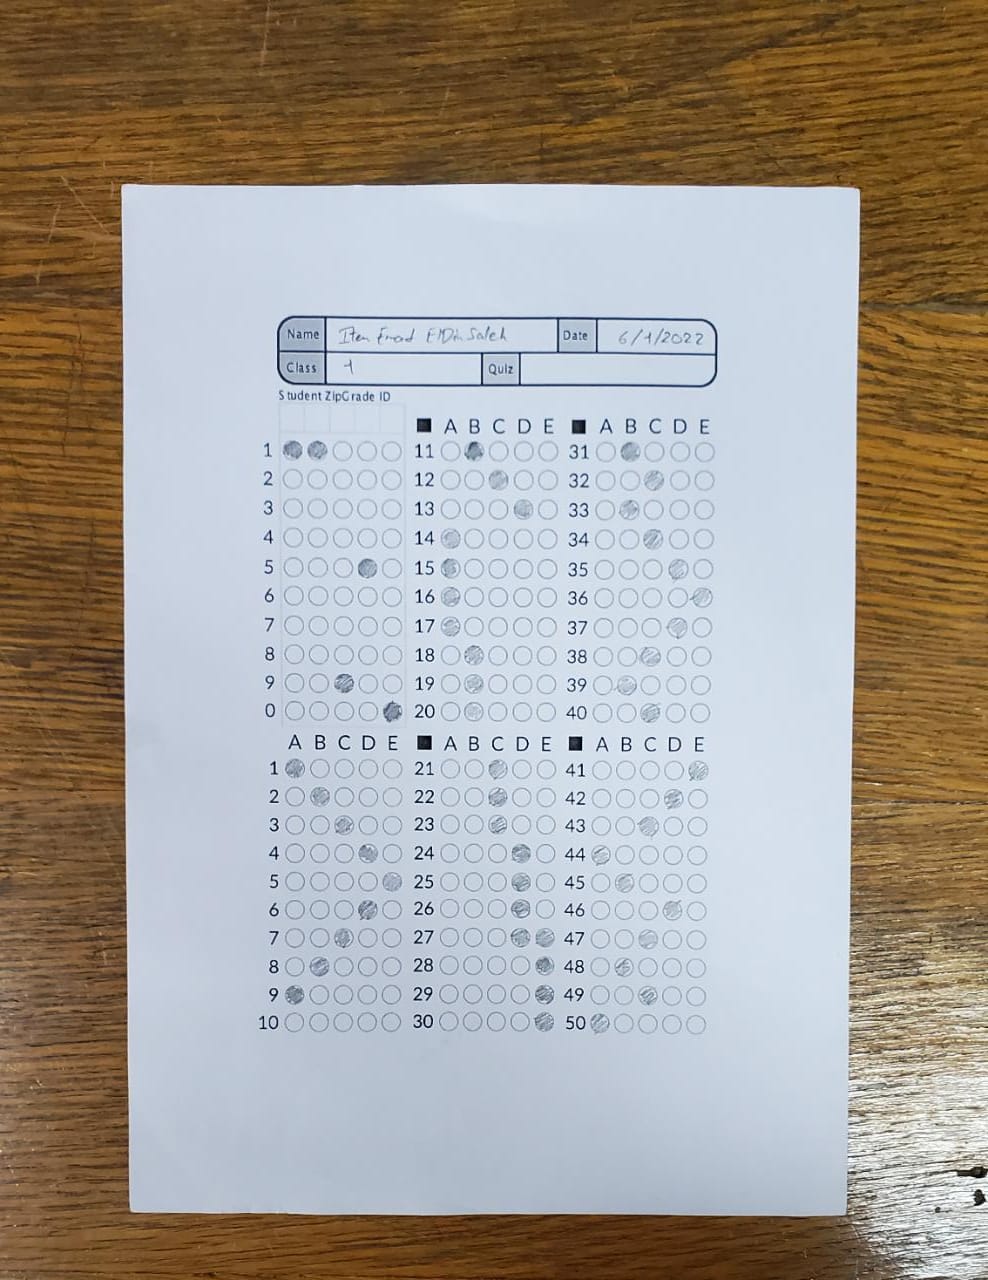 Name Iten Emad ElDin Saleh Date 6/1/2022
Class 1 Quiz
Student ZipGrade ID
■ A B C D E ■ A B C D E
1 11 31
2 12 32
3 13 33
4 14 34
5 15 35
6 16 36
7 17 37
8 18 38
9 19 39
0 20 40
A B C D E ■ A B C D E ■ A B C D E
1 21 41
2 22 42
3 23 43
4 24 44
5 25 45
6 26 46
7 27 47
8 28 48
9 29 49
10 30 50